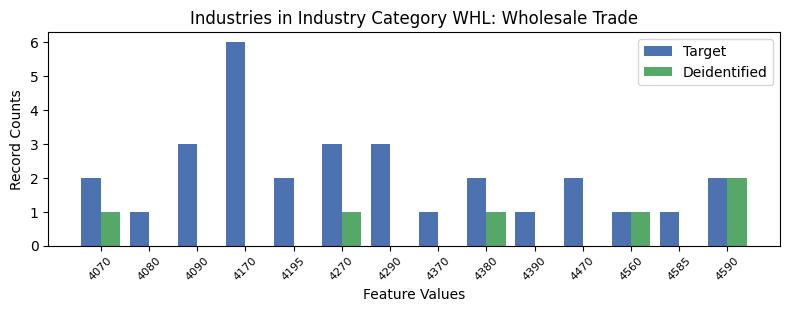 Industries in Industry Category WHL: Wholesale Trade
Target
Deidentified
Record Counts
6
5
4
3
2
1
0
4070 4080 4090 4170 4195 4270 4290 4370 4380 4390 4470 4560 4585 4590
Feature Values